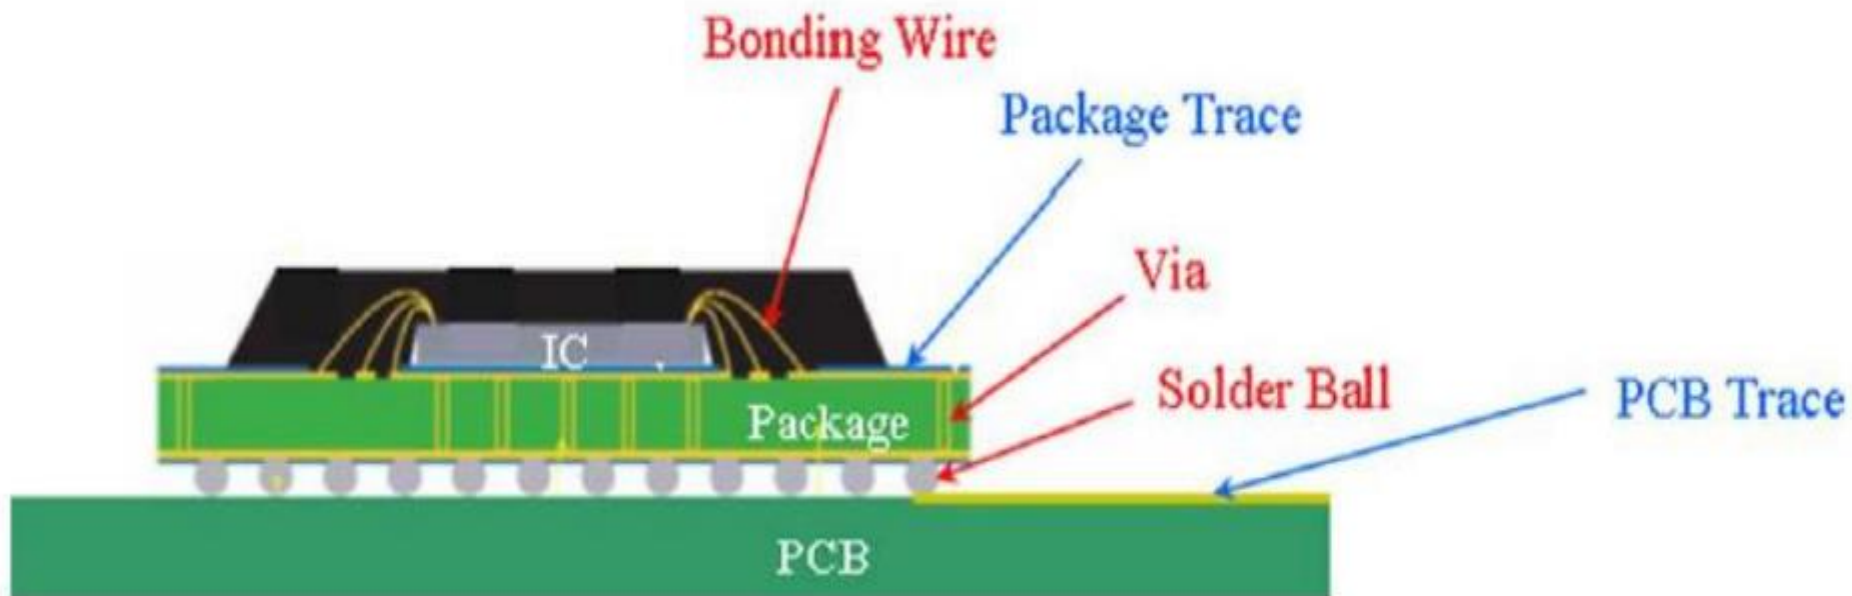 Bonding Wire
Package Trace
Via
IC
Solder Ball
PCB Trace
Package
PCB